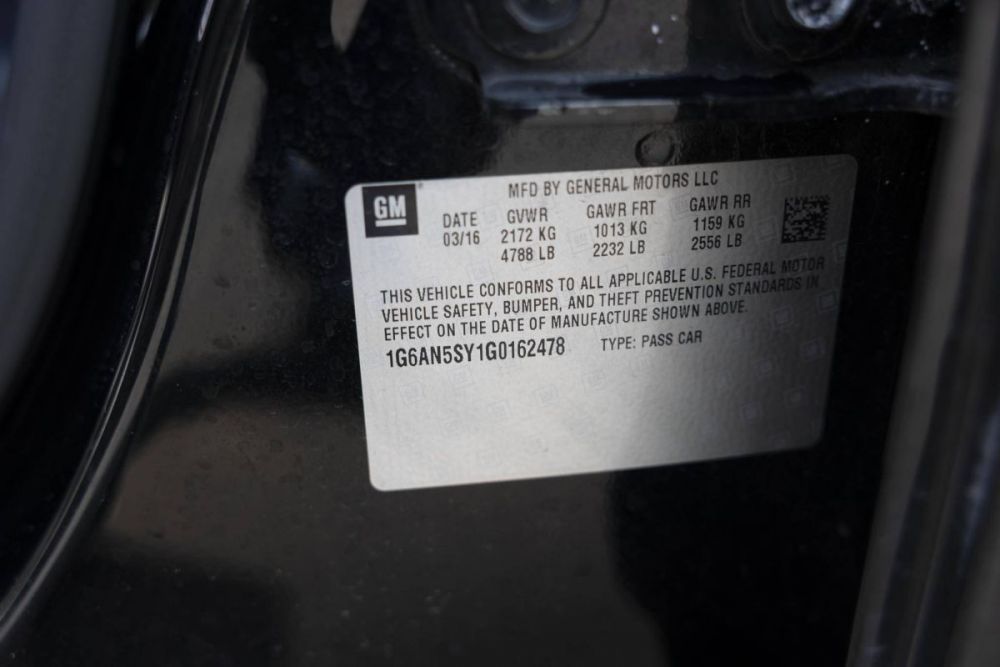 GM
MFD BY GENERAL MOTORS LLC
DATE GVWR GAWR FRT GAWR RR
03/16 2172 KG 1013 KG 1159 KG
4788 LB 2232 LB 2556 LB
THIS VEHICLE CONFORMS TO ALL APPLICABLE U.S. FEDERAL MOTOR
VEHICLE SAFETY, BUMPER, AND THEFT PREVENTION STANDARDS IN
EFFECT ON THE DATE OF MANUFACTURE SHOWN ABOVE.
1G6AN5SY1G0162478 TYPE: PASS CAR